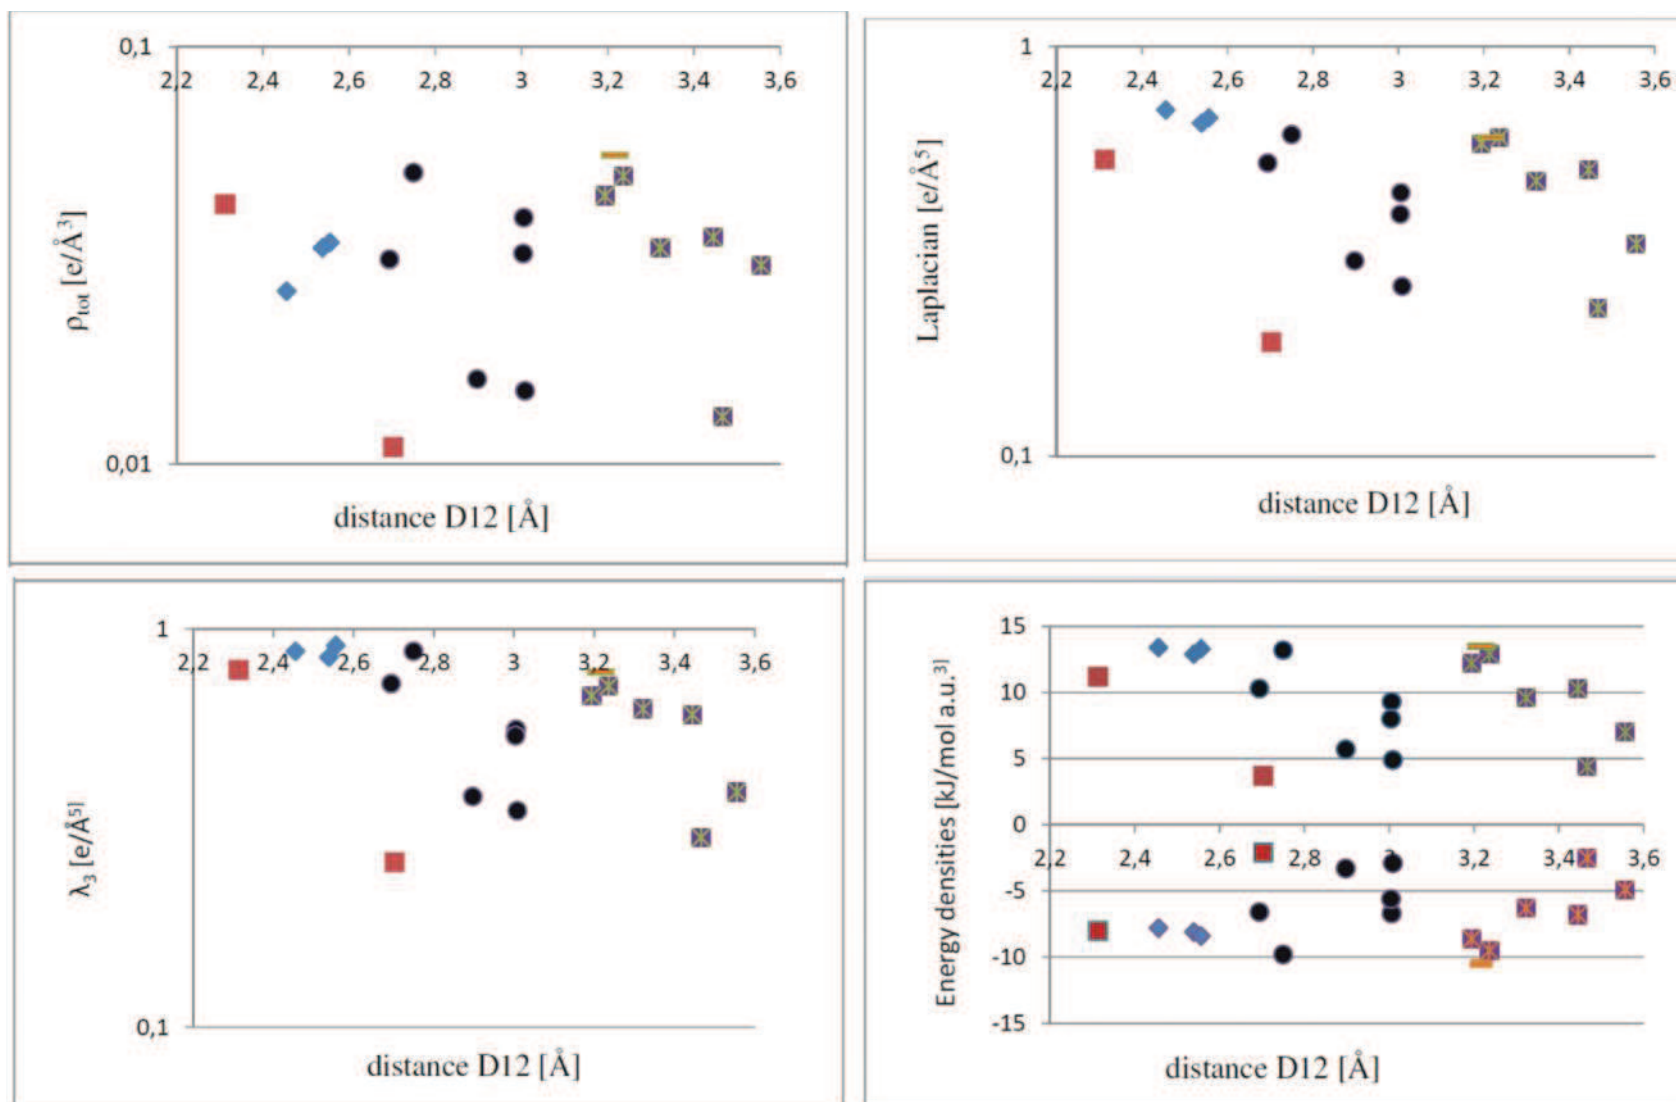 0,1
2,2 2,4 2,6 2,8 3 3,2 3,4 3,6
ρtot [e/Å3]
0,01
distance D12 [Å]
1
2,2 2,4 2,6 2,8 3 3,2 3,4 3,6
Laplacian [e/Å5]
0,1
distance D12 [Å]
1
2,2 2,4 2,6 2,8 3 3,2 3,4 3,6
λ3 [e/Å5]
0,1
distance D12 [Å]
15
10
5
0
2,2 2,4 2,6 2,8 3 3,2 3,4 3,6
-5
-10
-15
Energy densities [kJ/mol a.u.3]
distance D12 [Å]